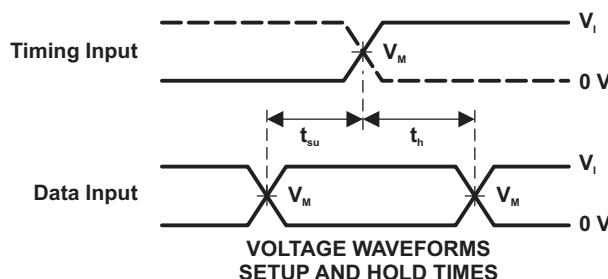 V_I
Timing Input
V_M
0 V
t_su
t_h
V_I
Data Input
V_M
V_M
0 V
VOLTAGE WAVEFORMS
SETUP AND HOLD TIMES